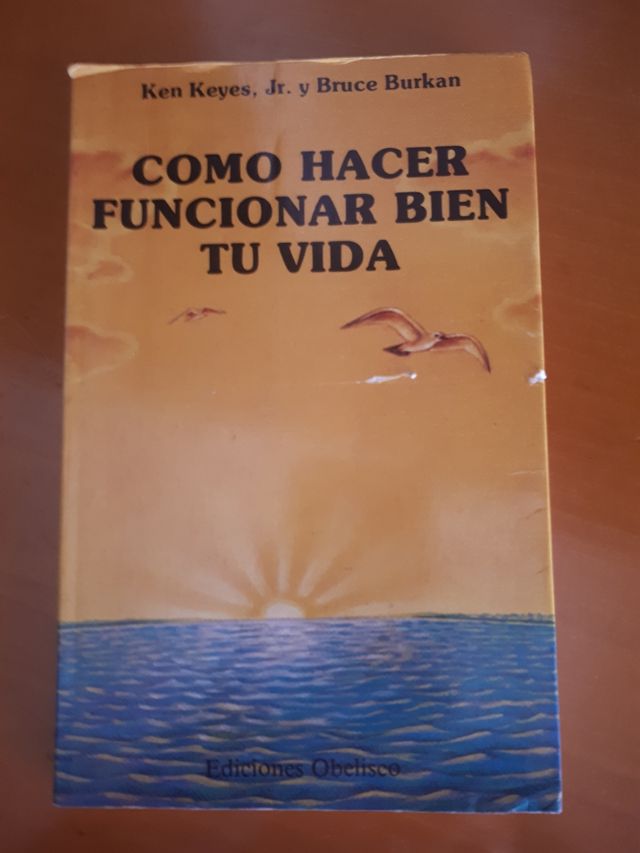 Ken Keyes, Jr. y Bruce Burkan
COMO HACER
FUNCIONAR BIEN
TU VIDA
Ediciones Obelisco